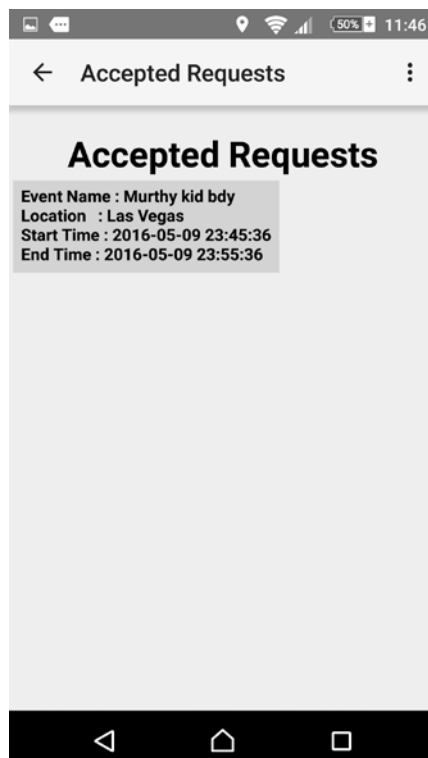 50% 11:46
Accepted Requests
Accepted Requests
Event Name : Murthy kid bdy
Location : Las Vegas
Start Time : 2016-05-09 23:45:36
End Time : 2016-05-09 23:55:36